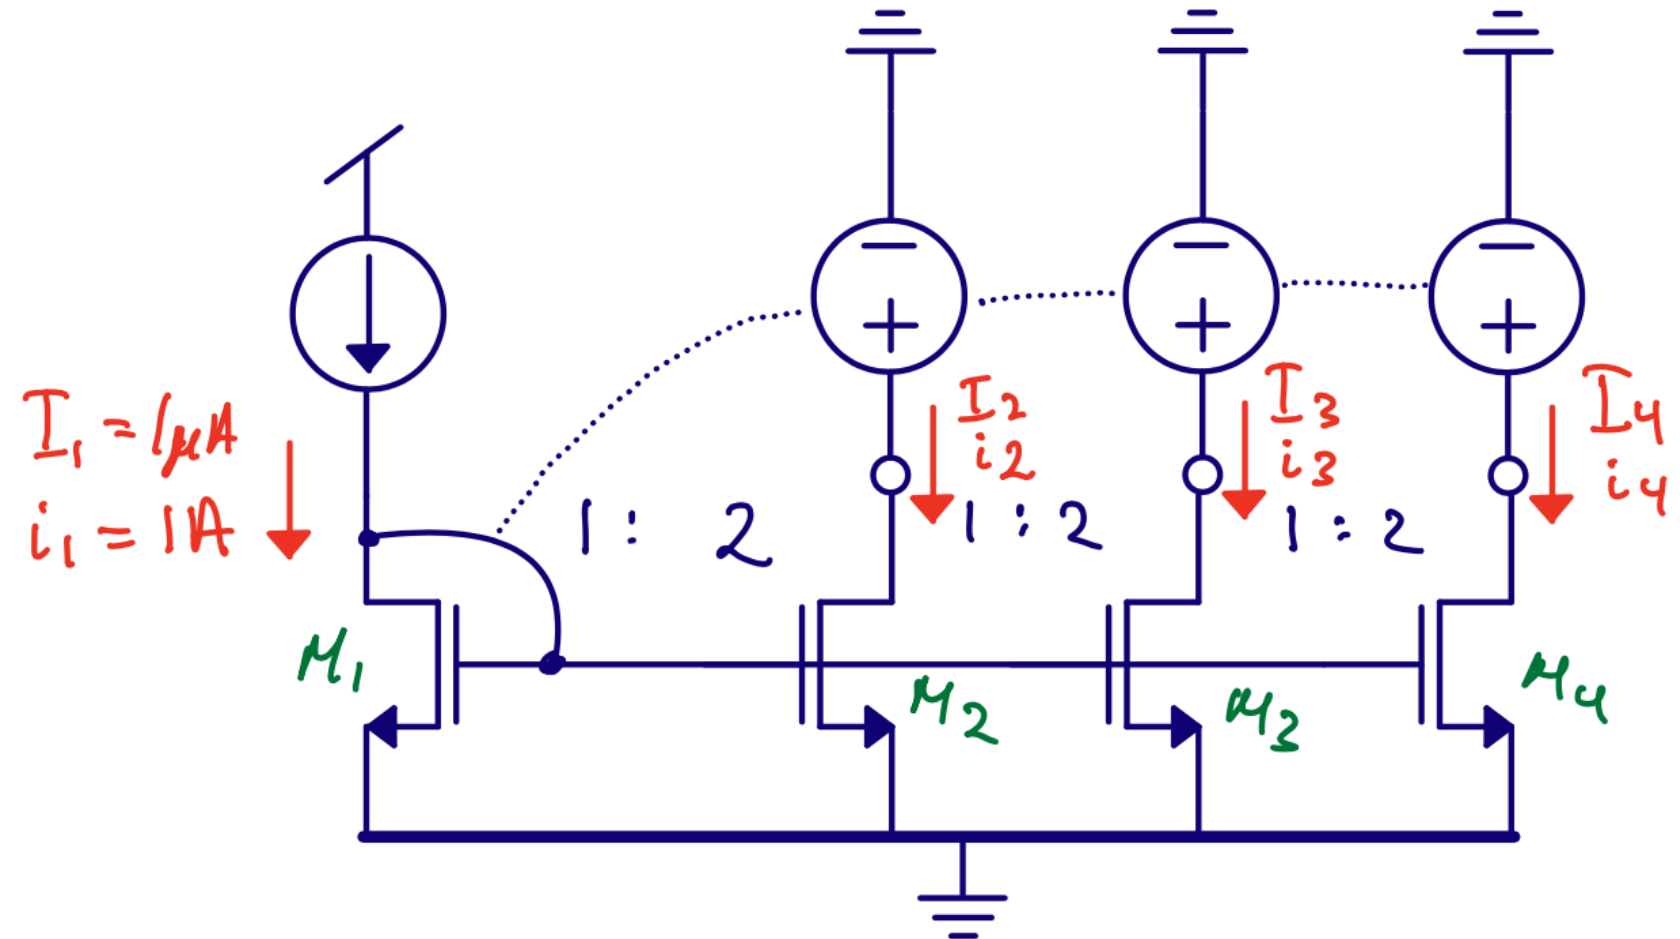 I₁ = 1μA
i₁ = 1A
1 : 2
I₂
i₂
1 : 2
I₃
i₃
1 : 2
I₄
i₄
M₁
M₂
M₃
M₄